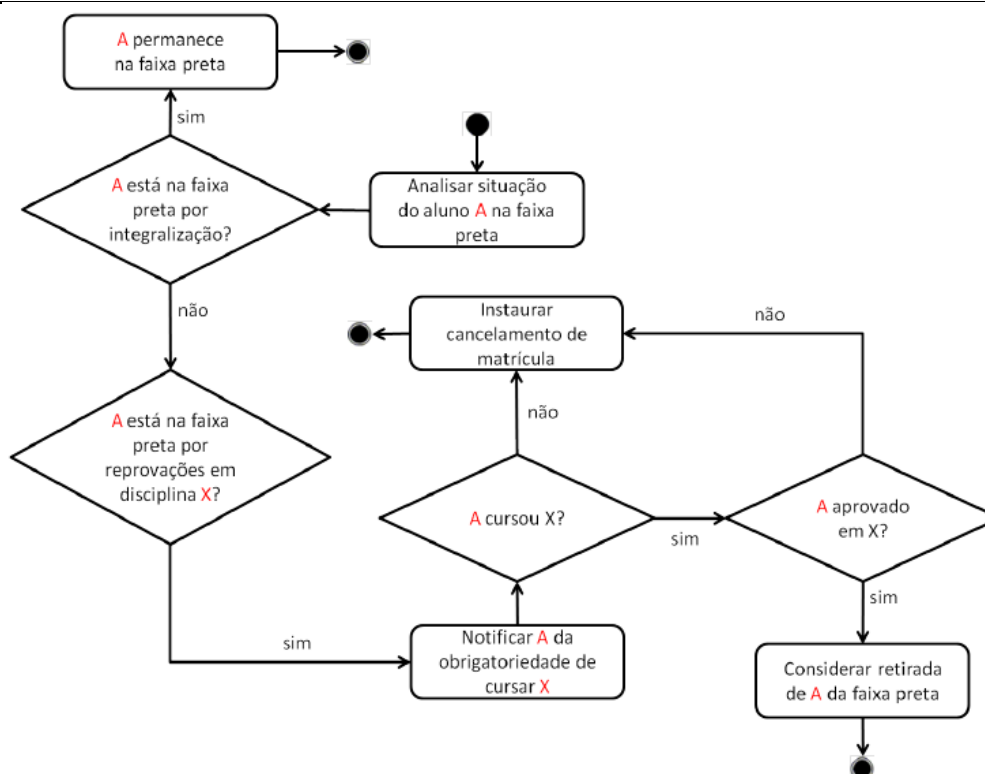 A permanece
na faixa preta
sim
A está na faixa
preta por
integralização?
Analisar situação
do aluno A na faixa
preta
não
Instaurar
cancelamento de
matrícula
não
A está na faixa
preta por
reprovações em
disciplina X?
não
A cursou X?
sim
A aprovado
em X?
sim
sim
Notificar A da
obrigatoriedade de
cursar X
Considerar retirada
de A da faixa preta